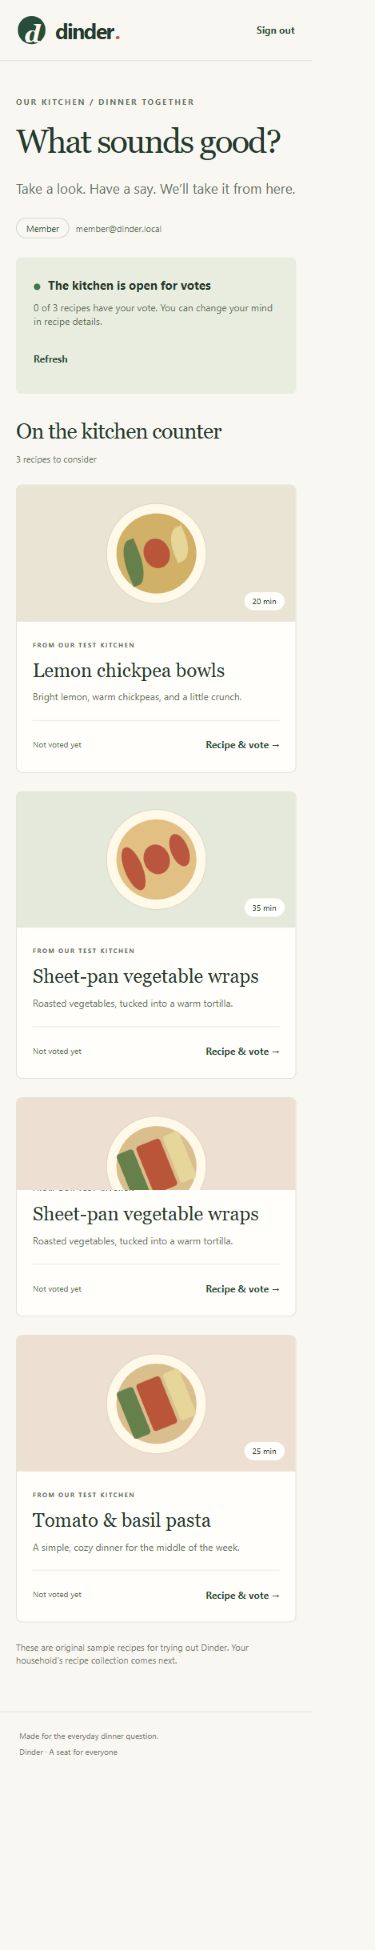 dinder.
Sign out
OUR KITCHEN / DINNER TOGETHER
What sounds good?
Take a look. Have a say. We'll take it from here.
Member member@dinder.local
The kitchen is open for votes
0 of 3 recipes have your vote. You can change your mind
in recipe details.
Refresh
On the kitchen counter
3 recipes to consider
20 min
FROM OUR TEST KITCHEN
Lemon chickpea bowls
Bright lemon, warm chickpeas, and a little crunch.
Not voted yet
Recipe & vote →
35 min
FROM OUR TEST KITCHEN
Sheet-pan vegetable wraps
Roasted vegetables, tucked into a warm tortilla.
Not voted yet
Recipe & vote →
Sheet-pan vegetable wraps
Roasted vegetables, tucked into a warm tortilla.
Not voted yet
Recipe & vote →
25 min
FROM OUR TEST KITCHEN
Tomato & basil pasta
A simple, cozy dinner for the middle of the week.
Not voted yet
Recipe & vote →
These are original sample recipes for trying out Dinder. Your
household's recipe collection comes next.
Made for the everyday dinner question.
Dinder · A seat for everyone